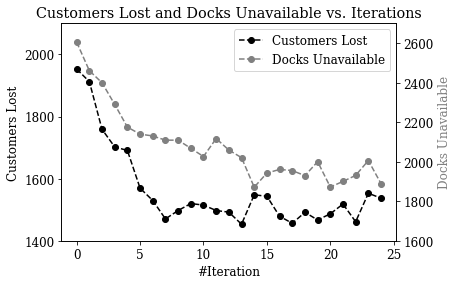 Customers Lost and Docks Unavailable vs. Iterations
Customers Lost
Docks Unavailable
2000
1800
1600
1400
Customers Lost
2600
2400
2200
2000
1800
1600
Docks Unavailable
0 5 10 15 20 25
#Iteration